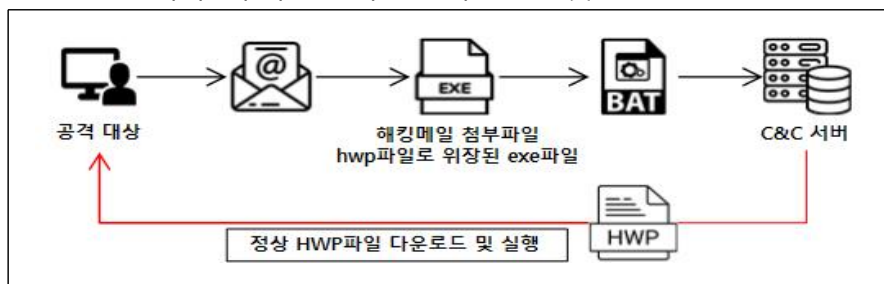 @
EXE
BAT
공격 대상
해킹메일 첨부파일
hwp파일로 위장된 exe파일
C&C 서버
정상 HWP파일 다운로드 및 실행
HWP